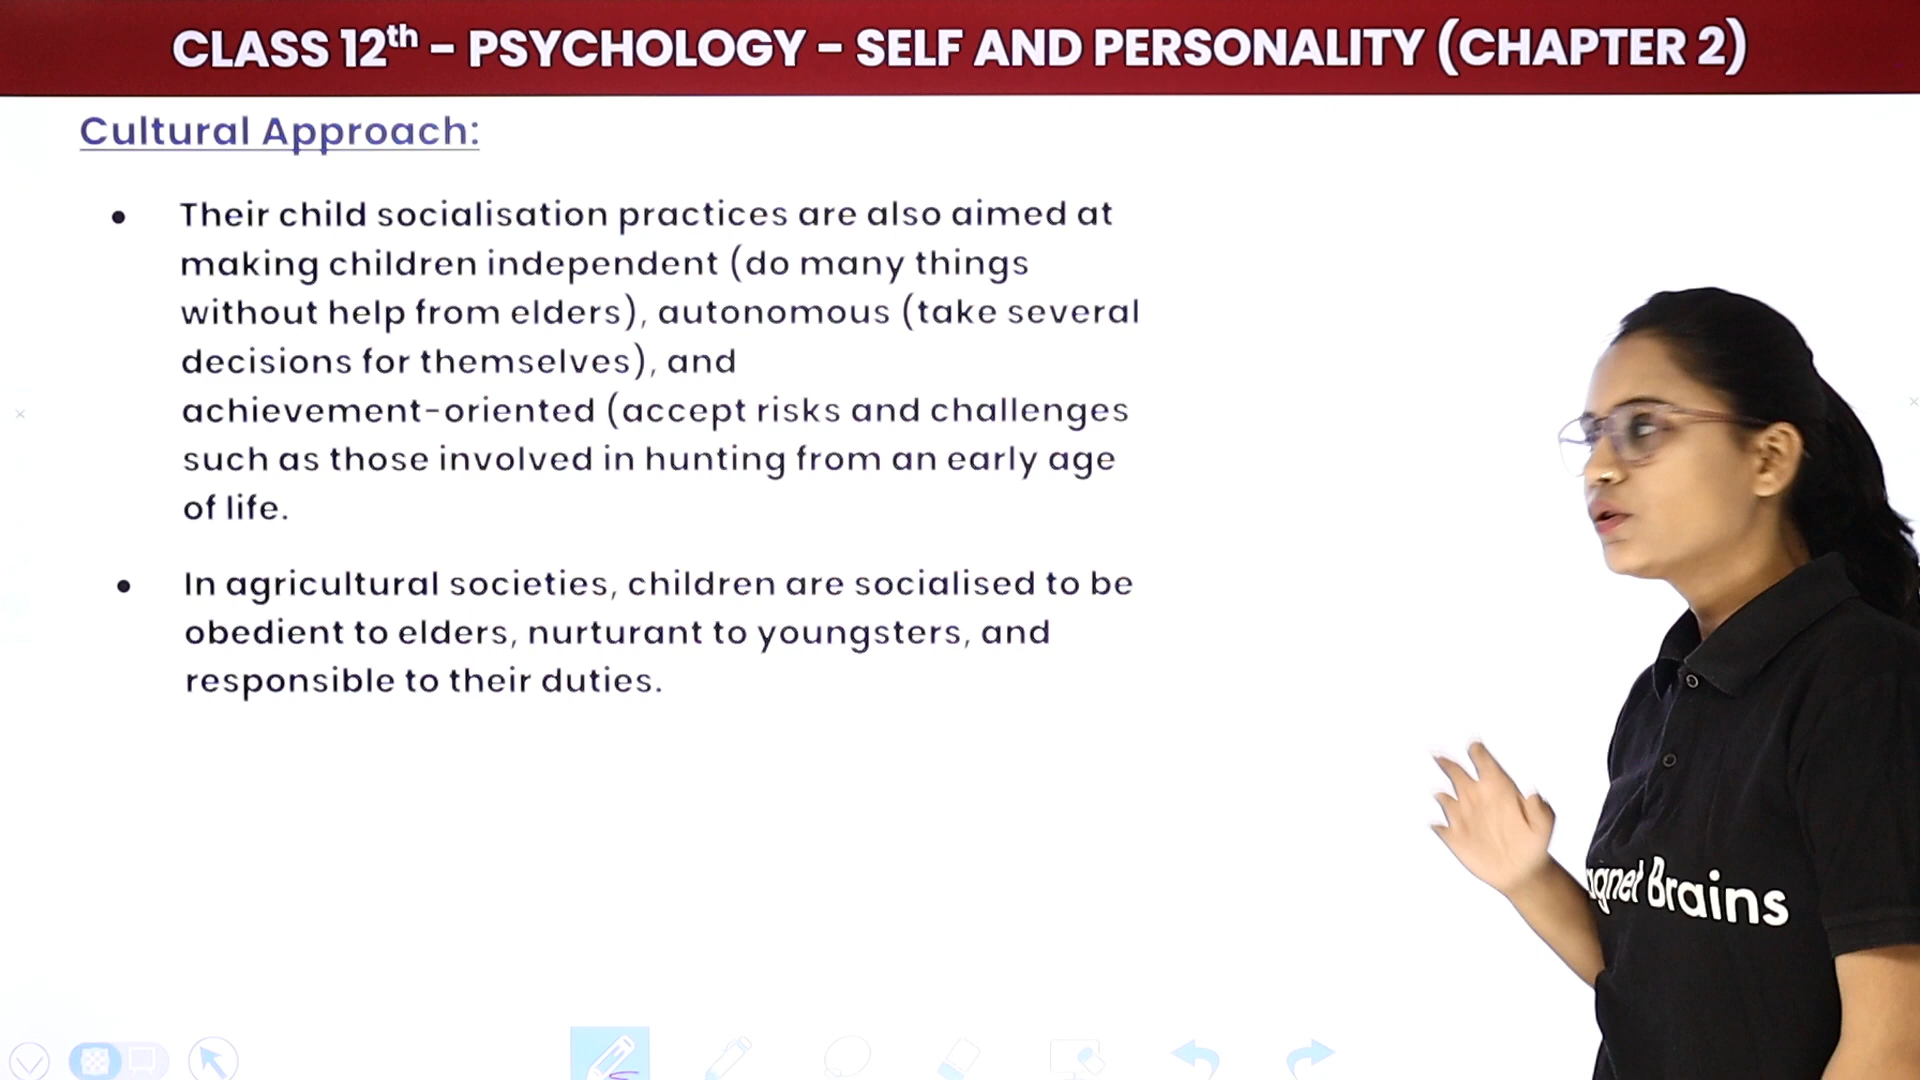 CLASS 12th – PSYCHOLOGY – SELF AND PERSONALITY (CHAPTER 2)
Cultural Approach:
• Their child socialisation practices are also aimed at
making children independent (do many things
without help from elders), autonomous (take several
decisions for themselves), and
achievement-oriented (accept risks and challenges
such as those involved in hunting from an early age
of life.
• In agricultural societies, children are socialised to be
obedient to elders, nurturant to youngsters, and
responsible to their duties.
agnet Brains